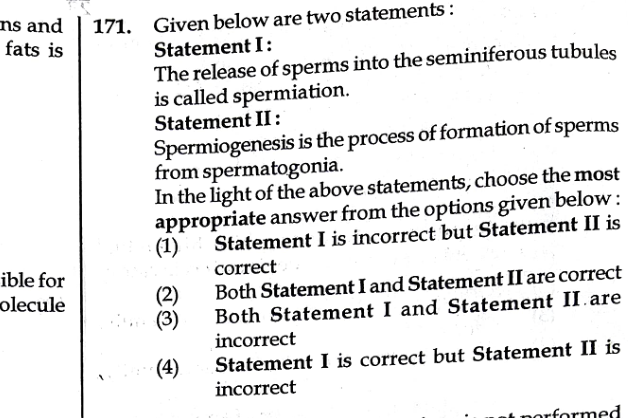 ns and
fats is
171. Given below are two statements :
Statement I :
The release of sperms into the seminiferous tubules
is called spermiation.
Statement II :
Spermiogenesis is the process of formation of sperms
from spermatogonia.
In the light of the above statements, choose the most
appropriate answer from the options given below :
(1) Statement I is incorrect but Statement II is
correct
ible for
(2) Both Statement I and Statement II are correct
olecule
(3) Both Statement I and Statement II are
incorrect
(4) Statement I is correct but Statement II is
incorrect